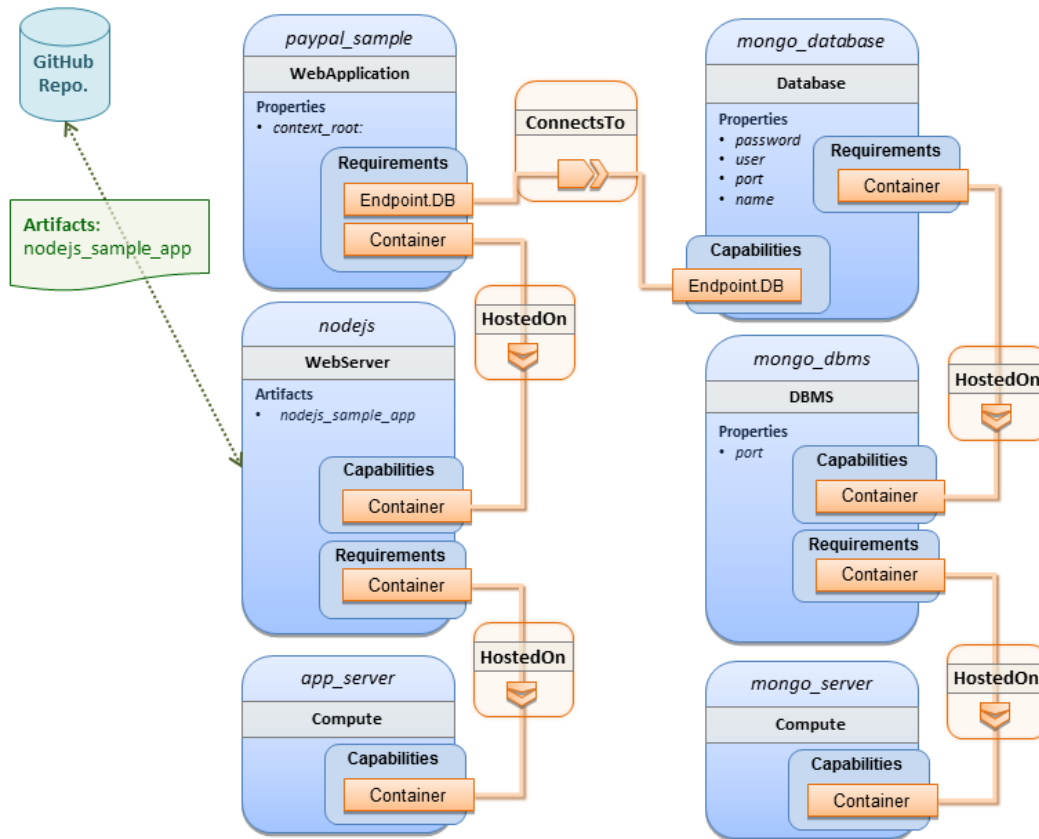 GitHub
Repo.
Artifacts:
nodejs_sample_app
paypal_sample
WebApplication
Properties
• context_root:
Requirements
Endpoint.DB
Container
ConnectsTo
mongo_database
Database
Properties
• password
• user
• port
• name
Requirements
Container
Capabilities
Endpoint.DB
HostedOn
nodejs
WebServer
Artifacts
• nodejs_sample_app
Capabilities
Container
Requirements
Container
HostedOn
mongo_dbms
DBMS
Properties
• port
Capabilities
Container
Requirements
Container
HostedOn
app_server
Compute
Capabilities
Container
HostedOn
mongo_server
Compute
Capabilities
Container
HostedOn